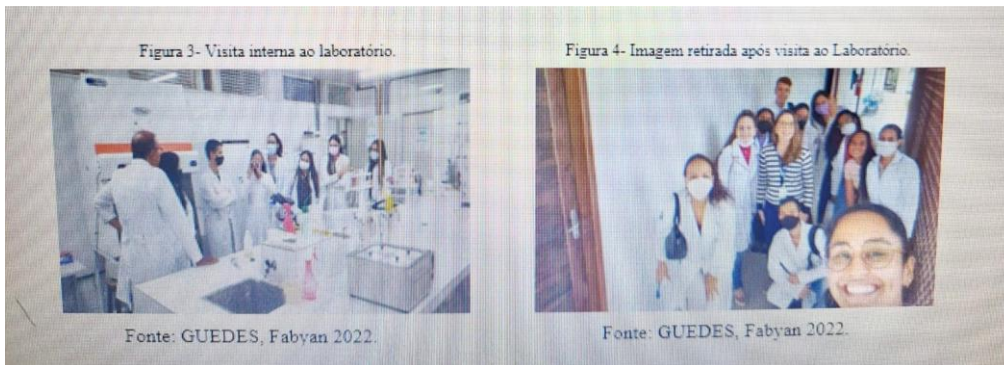 Figura 3- Visita interna ao laboratório.
Figura 4- Imagem retirada após visita ao Laboratório.
Fonte: GUEDES, Fabyan 2022.
Fonte: GUEDES, Fabyan 2022.